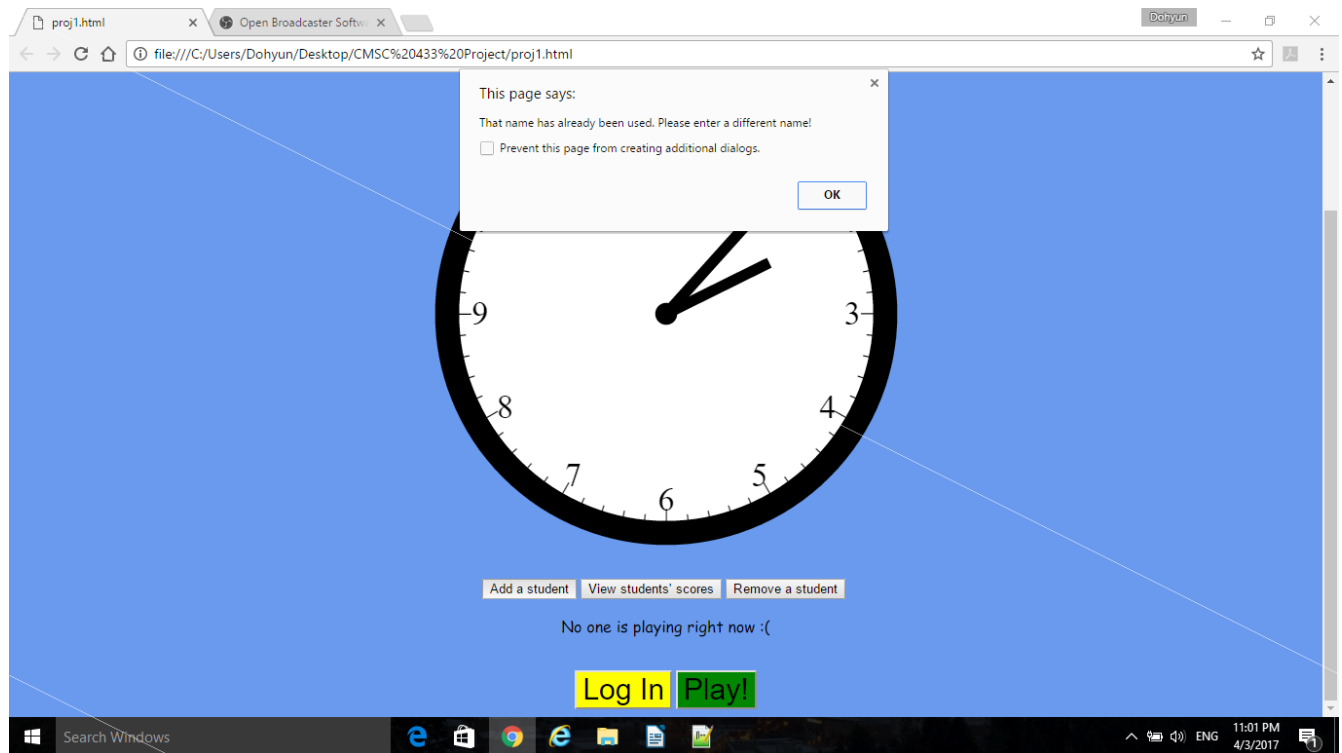 proj1.html
Open Broadcaster Softw
Dohyun
file:///C:/Users/Dohyun/Desktop/CMSC%20433%20Project/proj1.html
This page says:
That name has already been used. Please enter a different name!
Prevent this page from creating additional dialogs.
OK
9 3
8 4
7 5
6
Add a student View students' scores Remove a student
No one is playing right now :(
Log In Play!
Search Windows
ENG 11:01 PM
4/3/2017
1